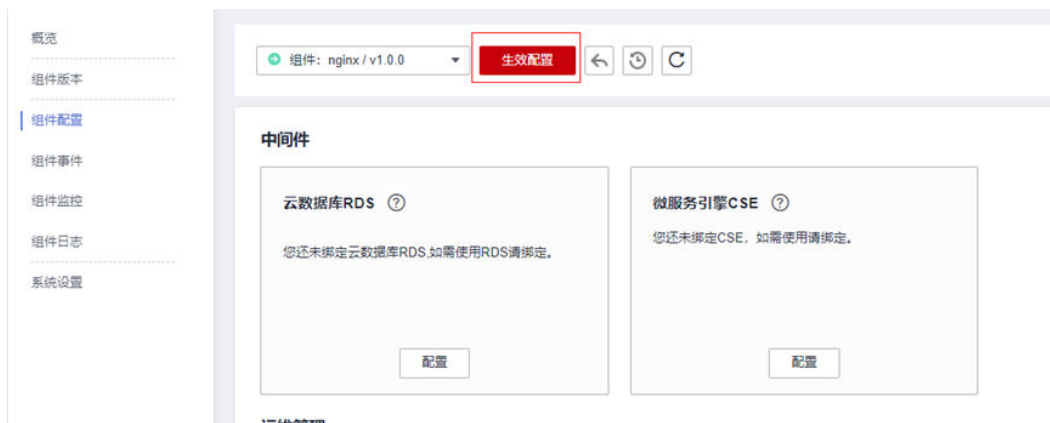 概览
组件版本
组件配置
组件事件
组件监控
组件日志
系统设置
组件：nginx / v1.0.0
生效配置
中间件
云数据库RDS ?
您还未绑定云数据库RDS,如需使用RDS请绑定。
配置
微服务引擎CSE ?
您还未绑定CSE，如需使用请绑定。
配置
运维管理